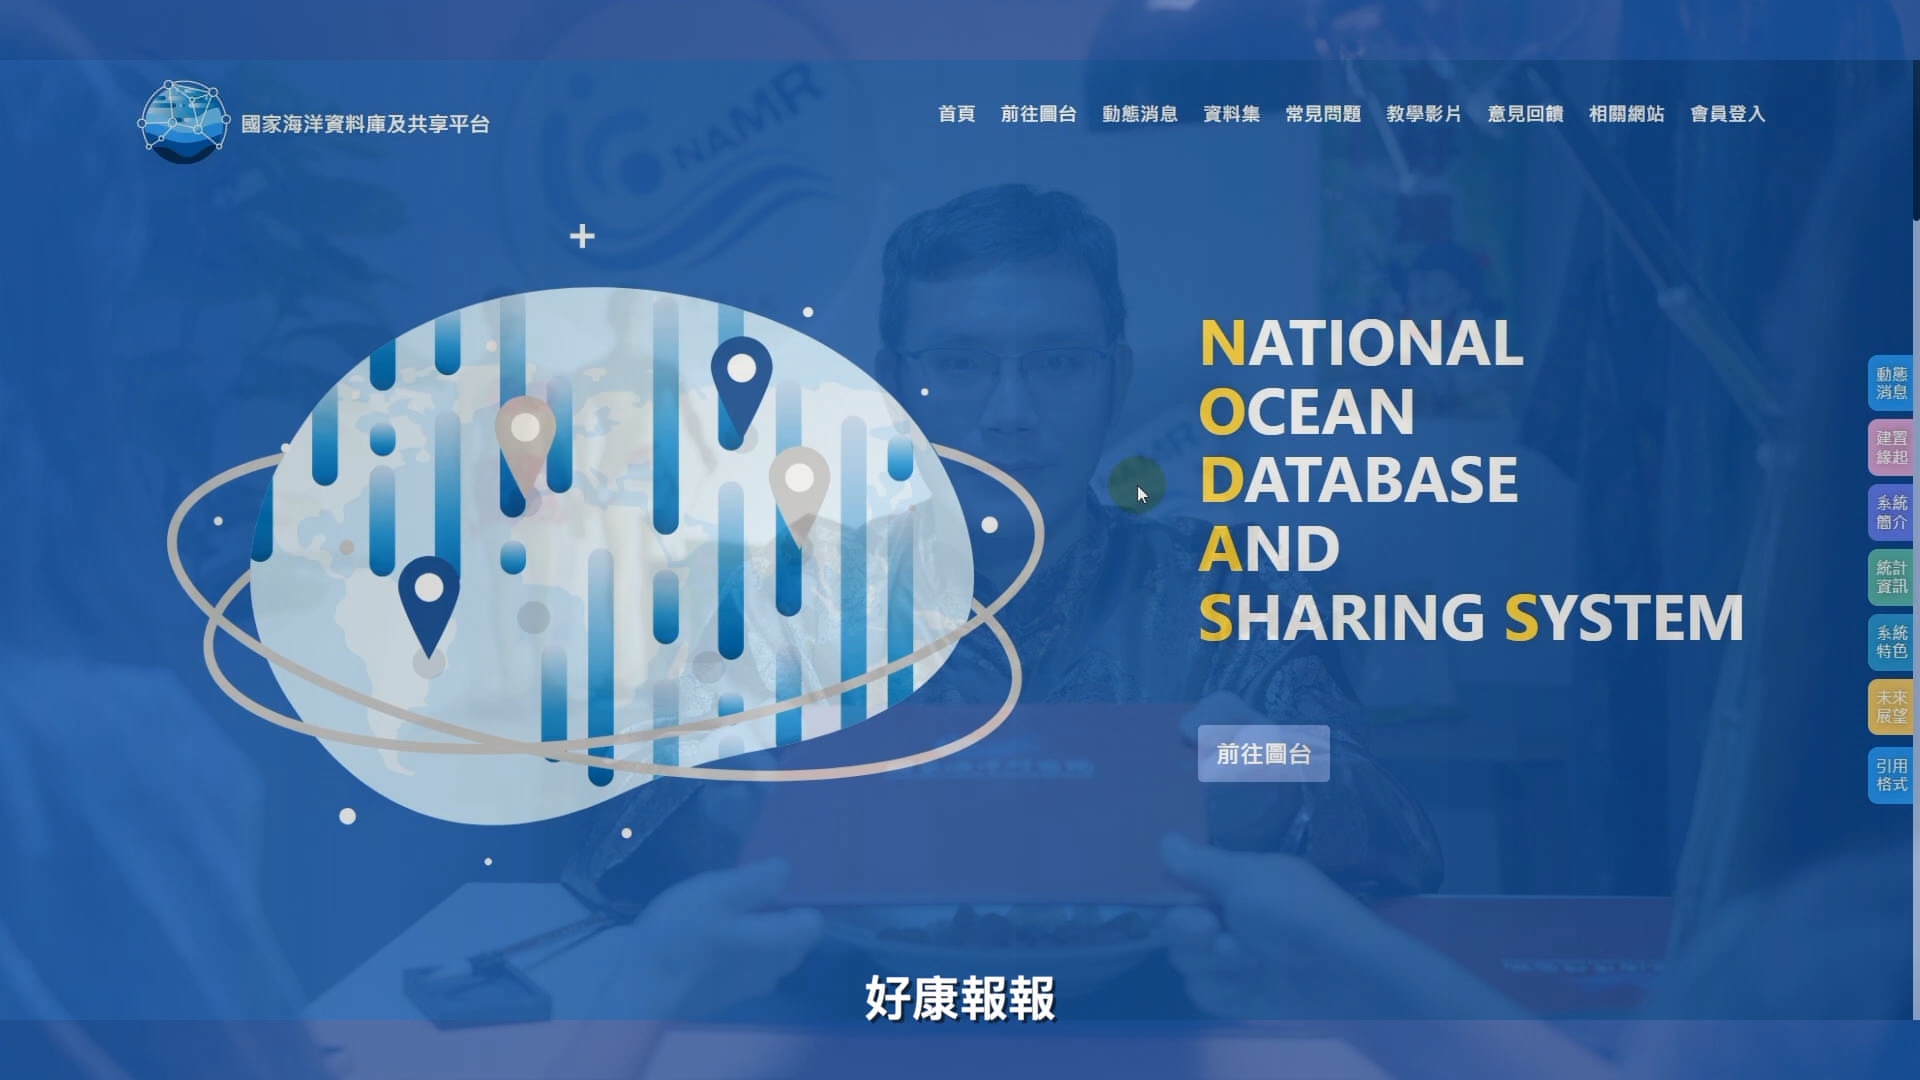 NAMR
國家海洋資料庫及共享平台
首頁 前往圖台 動態消息 資料集 常見問題 教學影片 意見回饋 相關網站 會員登入
NATIONAL
OCEAN
DATABASE
AND
SHARING SYSTEM
前往圖台
動態
消息
建置
緣起
系統
簡介
統計
資訊
系統
特色
未來
展望
引用
格式
好康報報